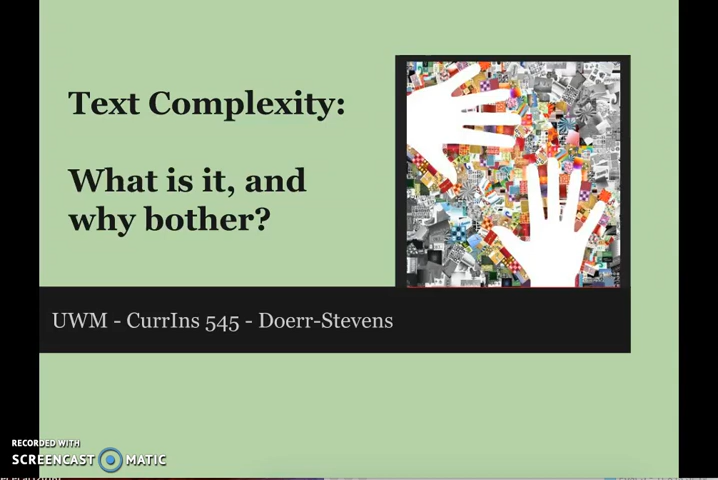 Text Complexity:
What is it, and
why bother?
UWM - CurrIns 545 - Doerr-Stevens
RECORDED WITH
SCREENCAST MATIC